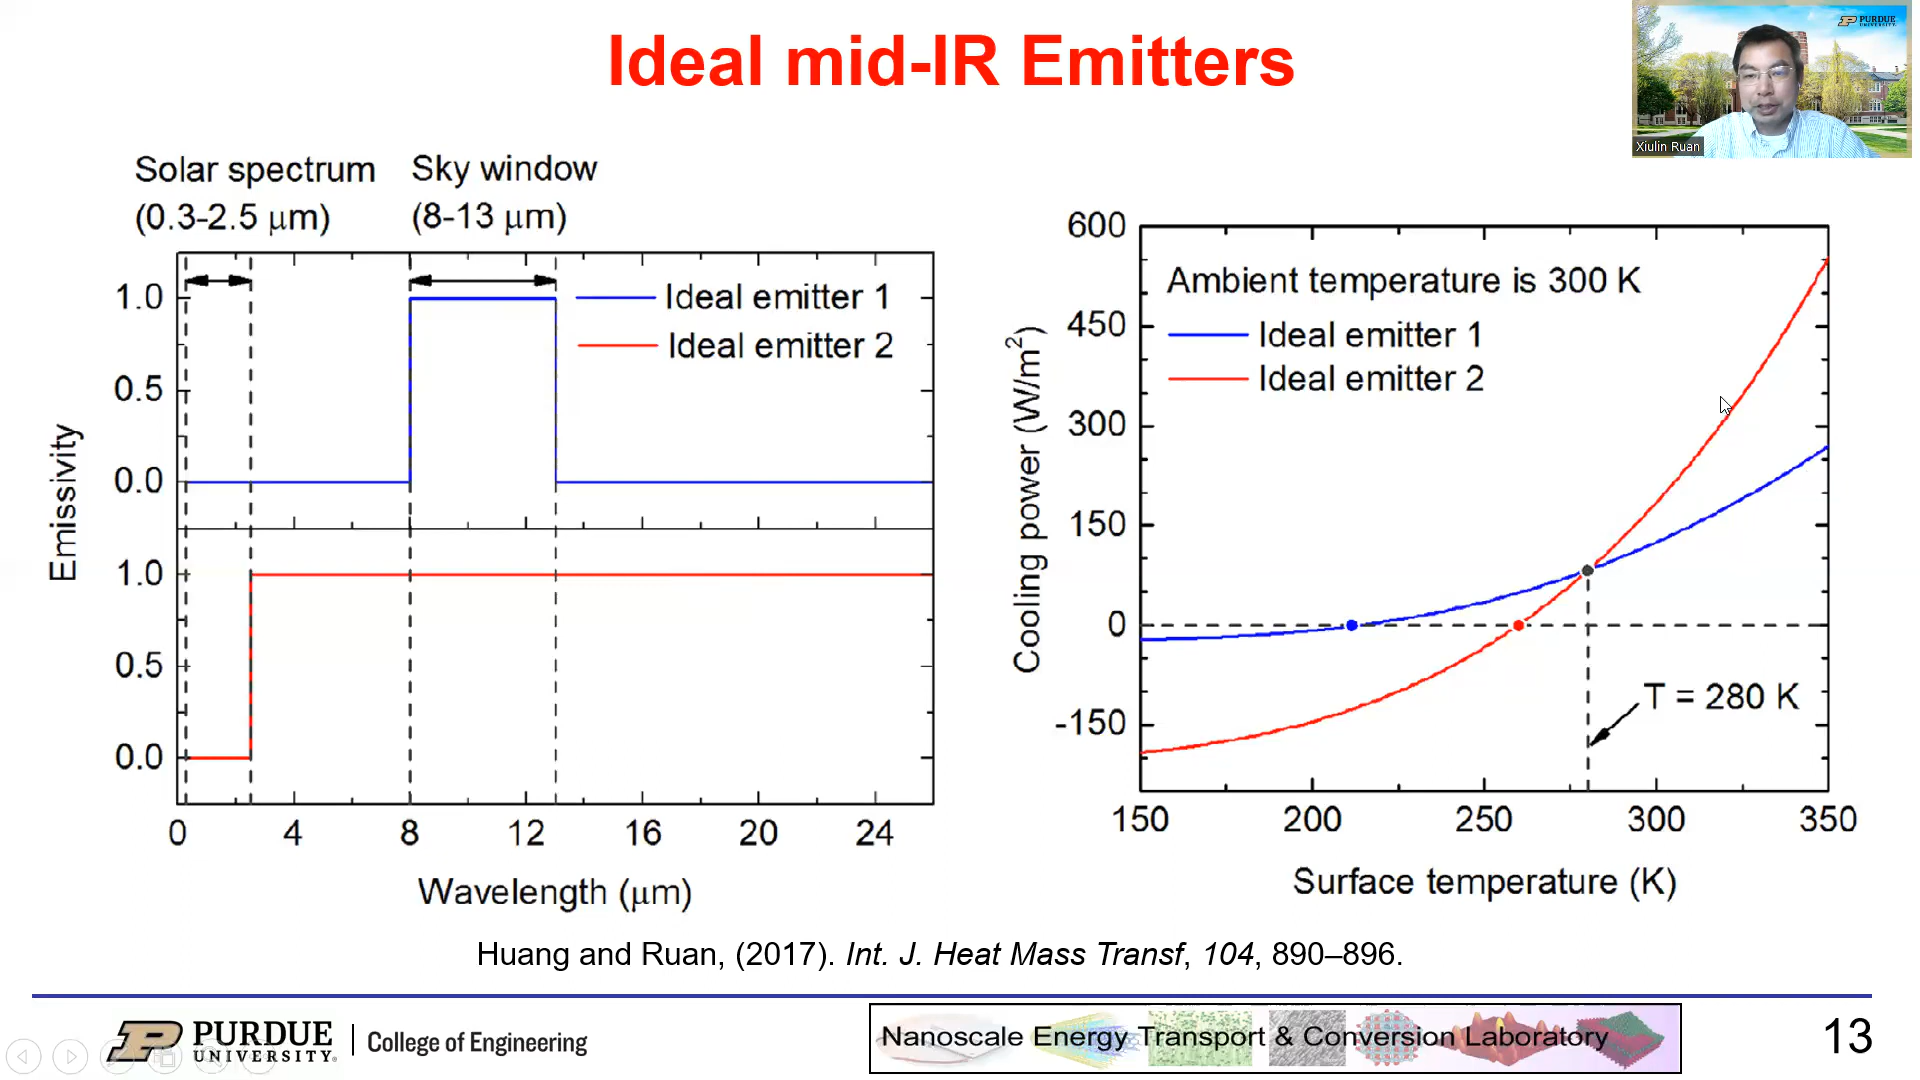 Ideal mid-IR Emitters
PURDUE
UNIVERSITY
Xiulin Ruan
Solar spectrum
(0.3-2.5 μm)
Sky window
(8-13 μm)
Ideal emitter 1
Ideal emitter 2
1.0
0.5
0.0
1.0
0.5
0.0
Emissivity
0 4 8 12 16 20 24
Wavelength (μm)
Ambient temperature is 300 K
Ideal emitter 1
Ideal emitter 2
600
450
300
150
0
-150
Cooling power (W/m²)
T = 280 K
150 200 250 300 350
Surface temperature (K)
Huang and Ruan, (2017). Int. J. Heat Mass Transf, 104, 890–896.
PURDUE
UNIVERSITY.
College of Engineering
Nanoscale Energy Transport & Conversion Laboratory
13